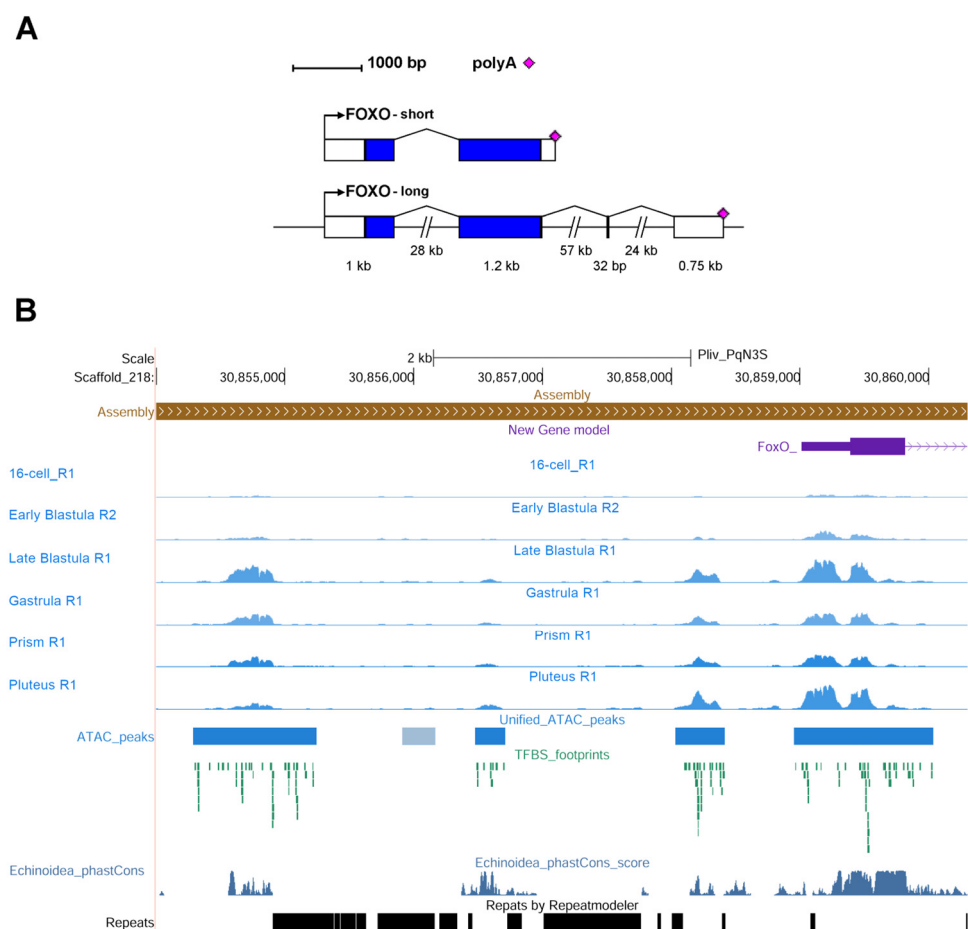 A
1000 bp polyA
FOXO - short
FOXO - long
28 kb 57 kb 24 kb
1 kb 1.2 kb 32 bp 0.75 kb
B
Scale 2 kb Pliv_PqN3S
Scaffold_218: 30,855,000 30,856,000 30,857,000 30,858,000 30,859,000 30,860,000
Assembly
Assembly
New Gene model
FoxO_
16-cell_R1 16-cell_R1
Early Blastula R2 Early Blastula R2
Late Blastula R1 Late Blastula R1
Gastrula R1 Gastrula R1
Prism R1 Prism R1
Pluteus R1 Pluteus R1
Unified_ATAC_peaks
ATAC_peaks
TFBS_footprints
Echinoidea_phastCons Echinoidea_phastCons_score
Repats by Repeatmodeler
Repeats